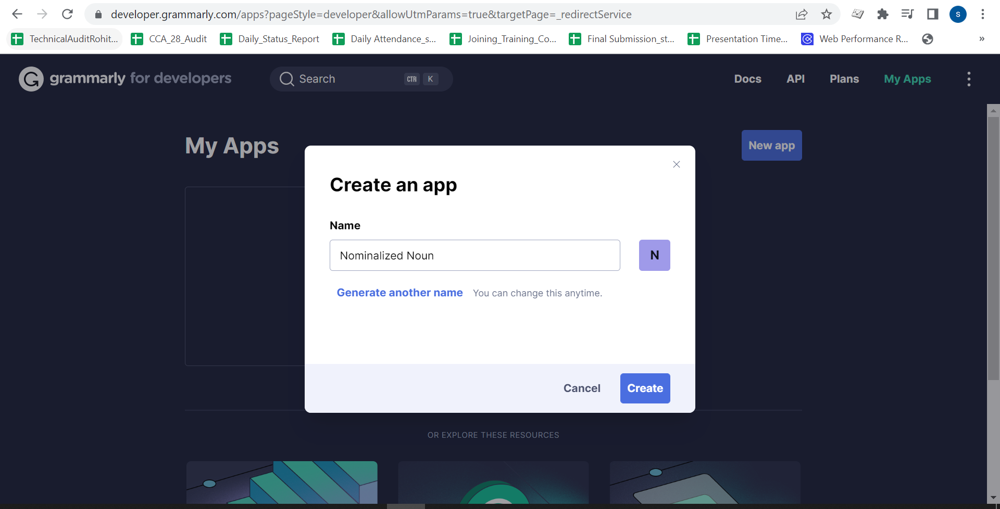 developer.grammarly.com/apps?pageStyle=developer&allowUtmParams=true&targetPage=_redirectService
S
TechnicalAuditRohit... CCA_28_Audit Daily_Status_Report Daily Attendance_s... Joining_Training_Co... Final Submission_st... Presentation Time... Web Performance R... »
G grammarly for developers Search CTR K Docs API Plans My Apps
My Apps New app
Create an app
Name
Nominalized Noun N
Generate another name You can change this anytime.
Cancel Create
OR EXPLORE THESE RESOURCES